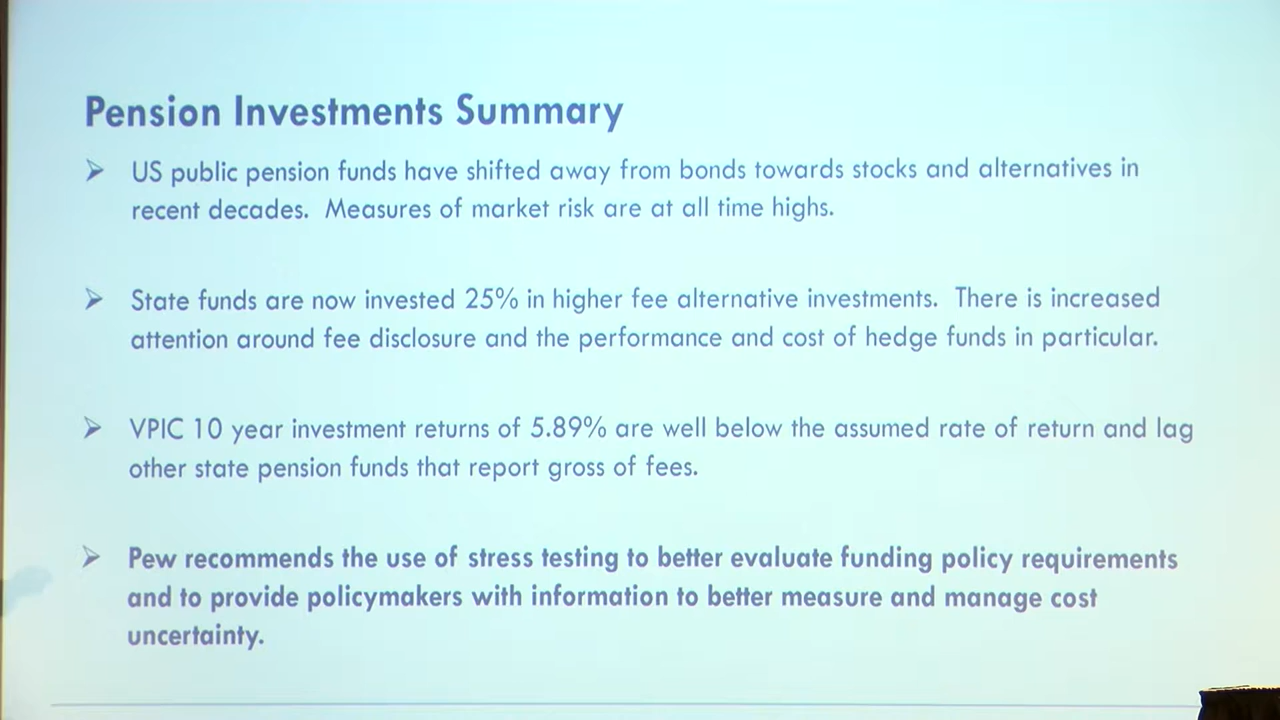 Pension Investments Summary
➢ US public pension funds have shifted away from bonds towards stocks and alternatives in
recent decades.  Measures of market risk are at all time highs.
➢ State funds are now invested 25% in higher fee alternative investments.  There is increased
attention around fee disclosure and the performance and cost of hedge funds in particular.
➢ VPIC 10 year investment returns of 5.89% are well below the assumed rate of return and lag
other state pension funds that report gross of fees.
➢ Pew recommends the use of stress testing to better evaluate funding policy requirements
and to provide policymakers with information to better measure and manage cost
uncertainty.